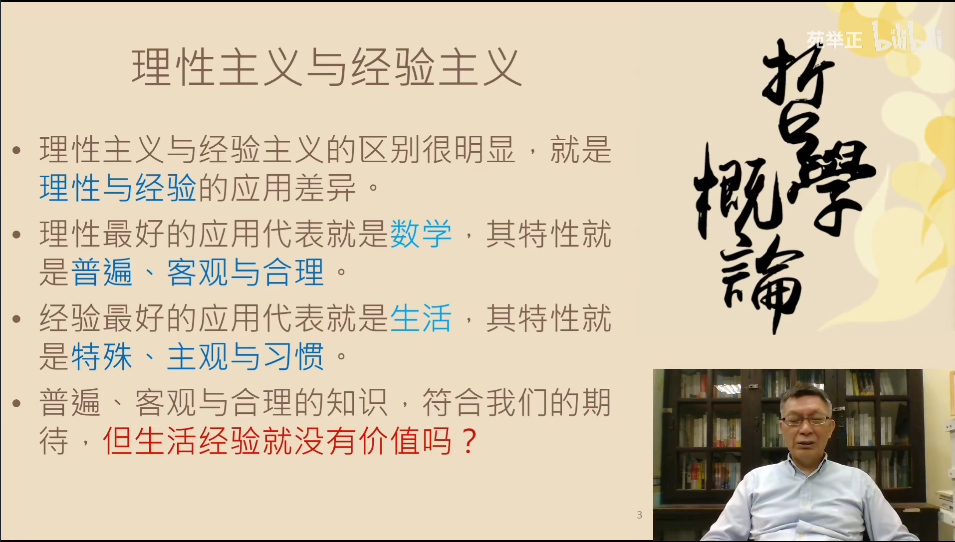 理性主义与经验主义
• 理性主义与经验主义的区别很明显，就是
理性与经验的应用差异。
• 理性最好的应用代表就是数学，其特性就
是普遍、客观与合理。
• 经验最好的应用代表就是生活，其特性就
是特殊、主观与习惯。
• 普遍、客观与合理的知识，符合我们的期
待，但生活经验就没有价值吗？
3
苑举正 bilibili
哲學
概論